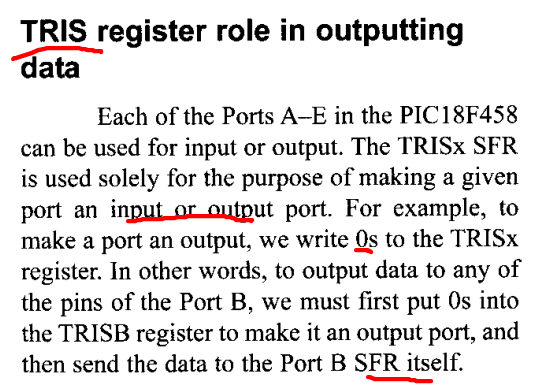 TRIS register role in outputting
data
Each of the Ports A–E in the PIC18F458
can be used for input or output. The TRISx SFR
is used solely for the purpose of making a given
port an input or output port. For example, to
make a port an output, we write 0s to the TRISx
register. In other words, to output data to any of
the pins of the Port B, we must first put 0s into
the TRISB register to make it an output port, and
then send the data to the Port B SFR itself.